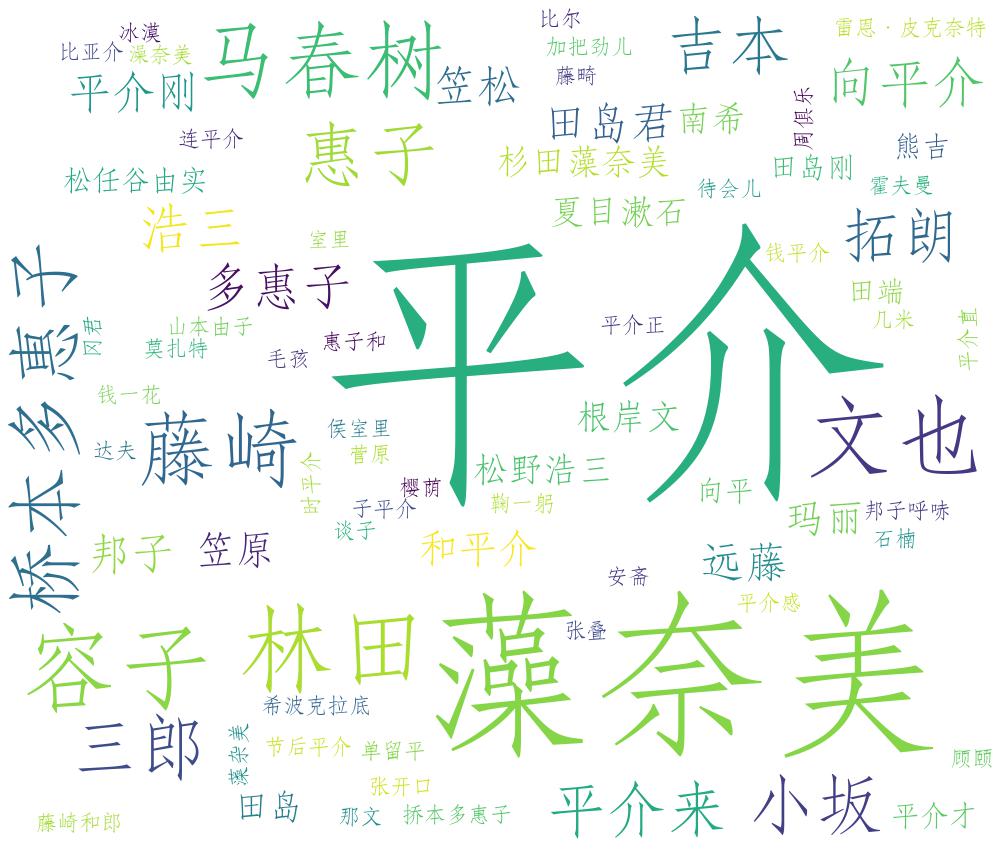 冰漠
比尔
雷恩·皮克奈特
比亚介
澡奈美
马春树
加把劲儿
吉本
平介刚
笠松
藤畸
向平介
周俱乐
田岛君
南希
连平介
惠子
熊吉
杉田藻奈美
田岛刚
松任谷由实
待会儿
霍夫曼
浩三
夏目漱石
拓朗
室里
钱平介
多惠子
平介
田端
几米
山本由子
冈君
莫扎特
惠子和
毛孩
平介正
平介直
桥本多惠子
钱一花
藤崎
侯室里
根岸文
文也
达夫
菅原
松野浩三
时平介
樱荫
向平
子平介
鞠一躬
玛丽
邦子呼哧
谈子
石楠
邦子
笠原
和平介
远藤
安斋
平介感
容子
林田
藻奈美
张叠
希波克拉底
三郎
藻杂美
节后平介
单留平
顾颐
张开口
田岛
那文
挢本多惠子
平介来
小坂
平介才
藤崎和郎